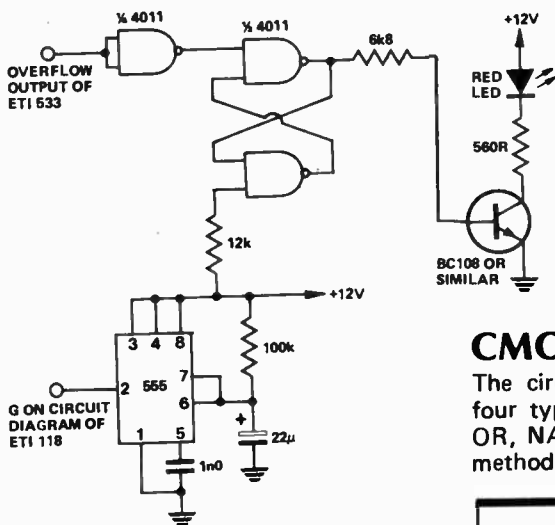 ¼ 4011
½ 4011
OVERFLOW
OUTPUT OF
ETI 533
6k8
+12V
RED
LED
560R
BC108 OR
SIMILAR
12k
+12V
3 4 8
100k
2 555 7
6
G ON CIRCUIT
DIAGRAM OF
ETI 118
1 5
+
22µ
1n0
CMO
The cir
four typ
OR, NA
method